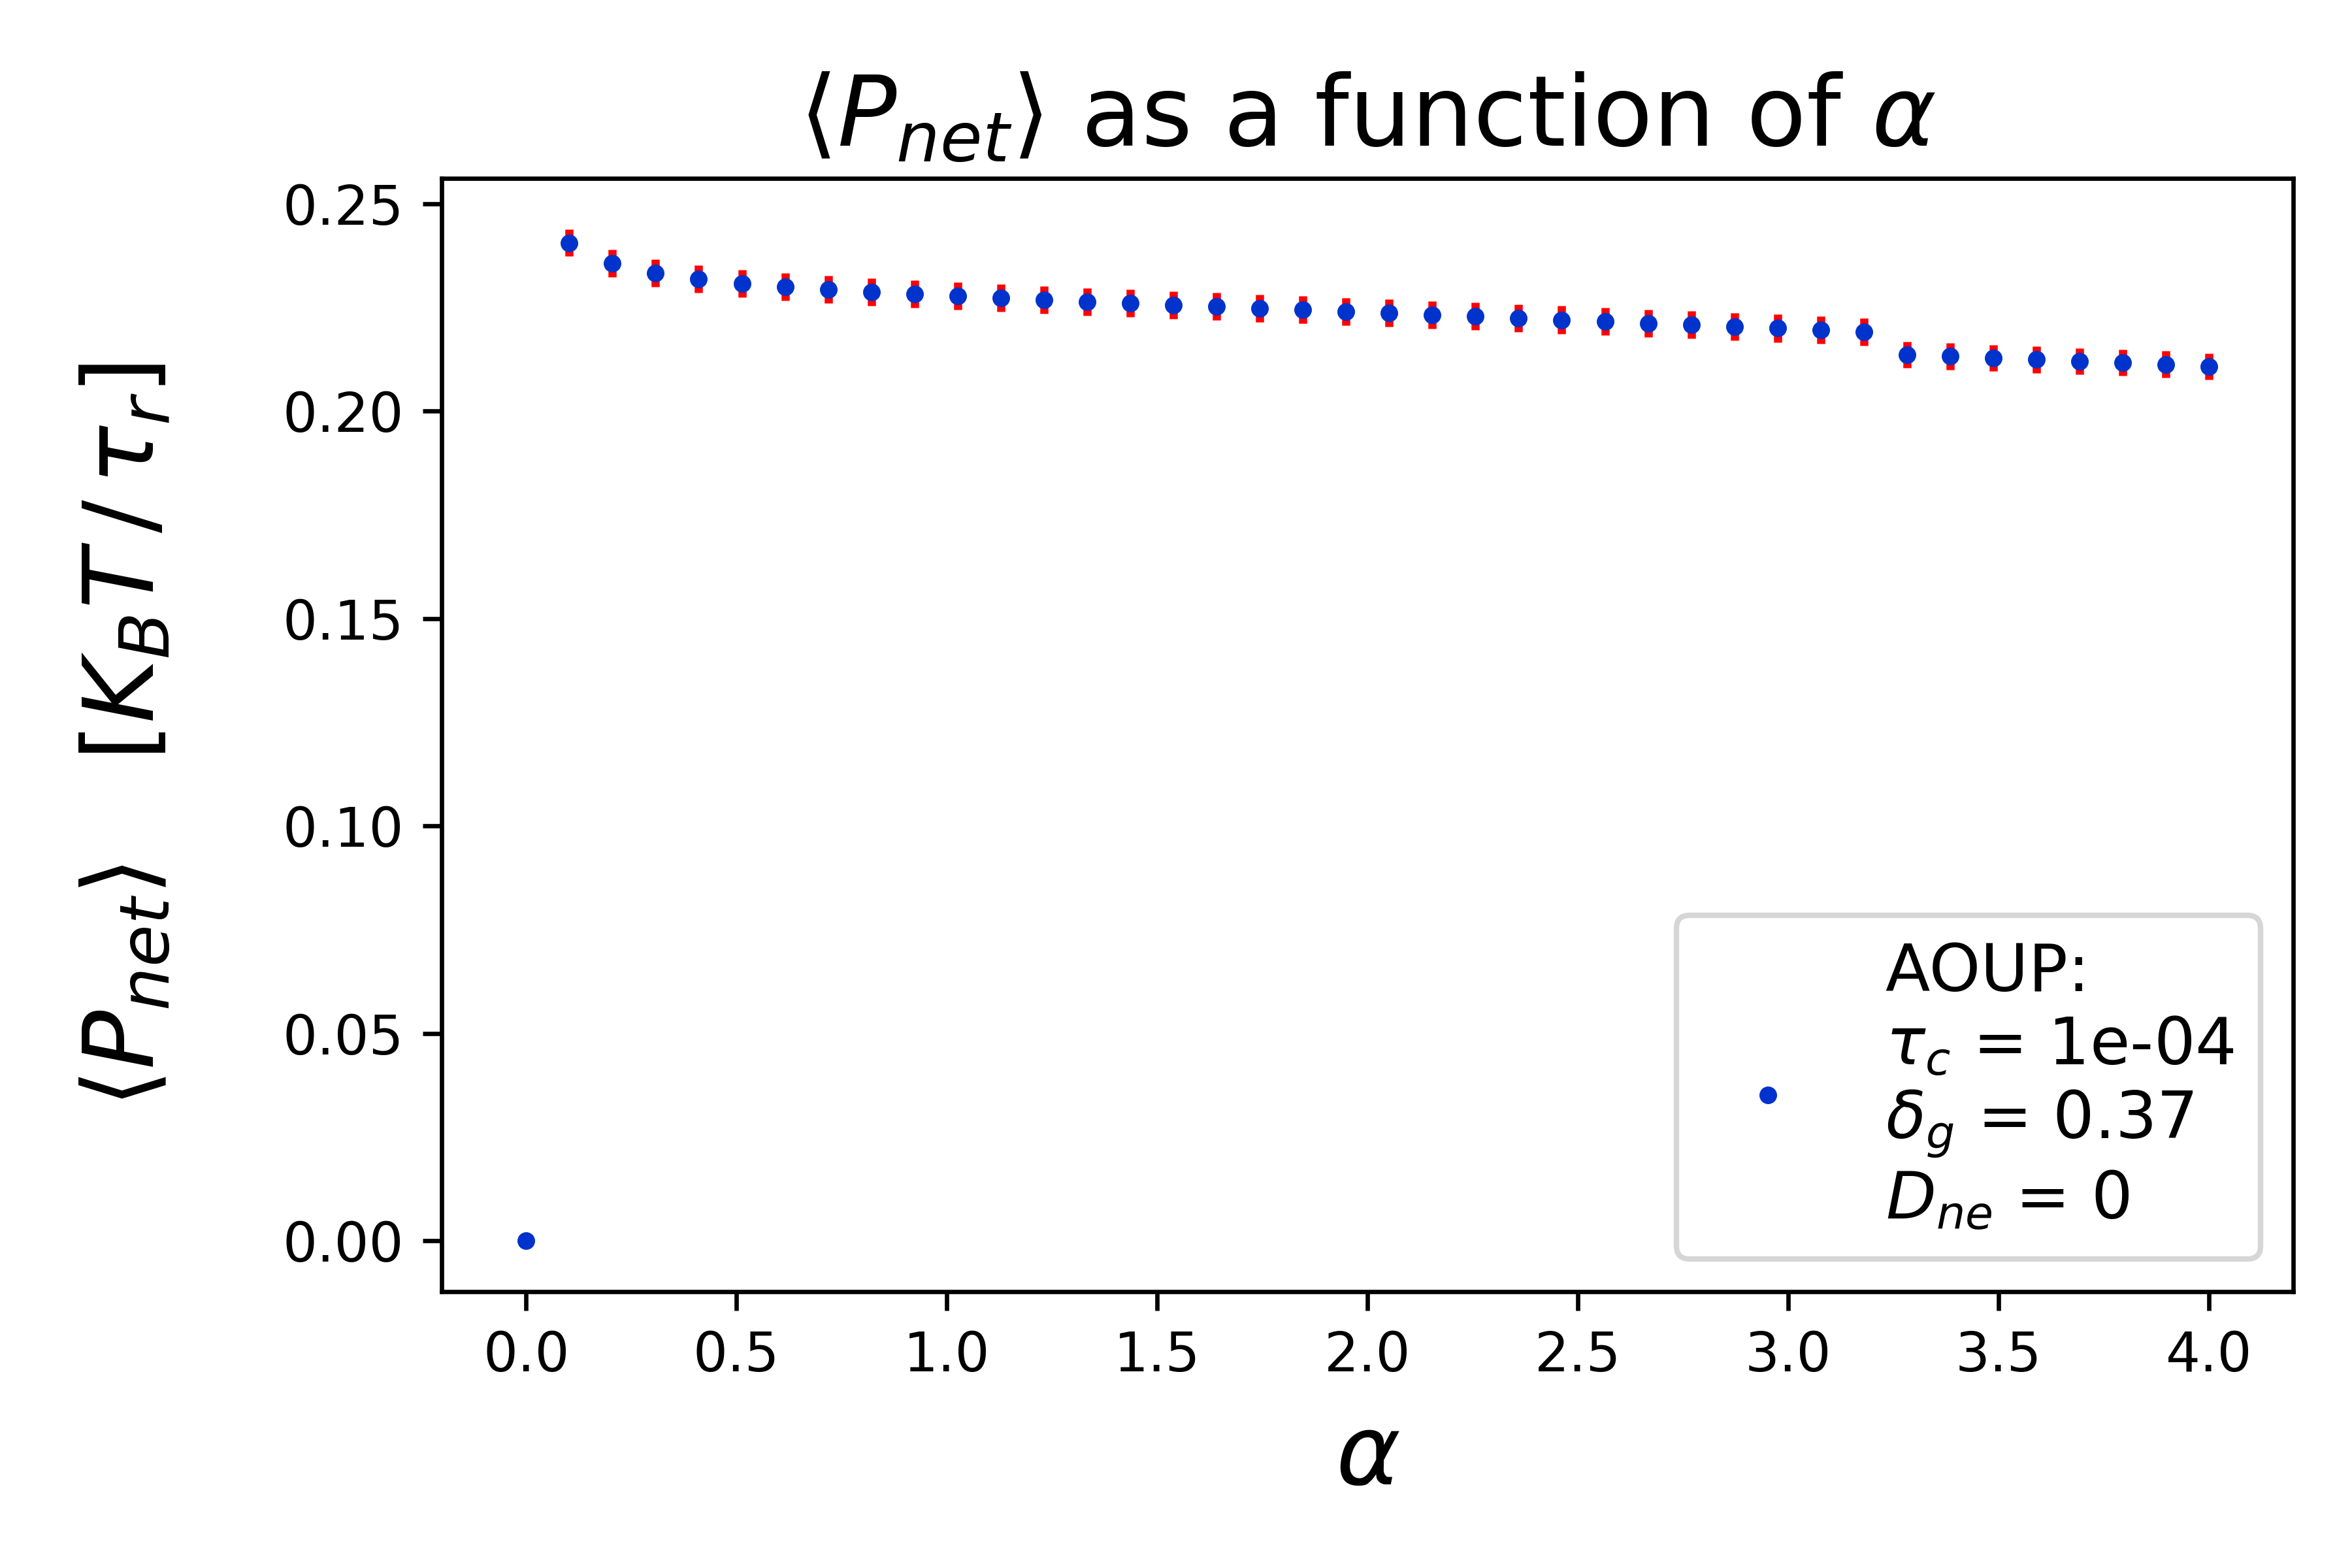 ⟨P_net⟩ as a function of α
⟨P_net⟩ [K_BT/τ_r]
0.25
0.20
0.15
0.10
0.05
0.00
AOUP:
τ_c = 1e-04
δ_g = 0.37
D_ne = 0
0.0 0.5 1.0 1.5 2.0 2.5 3.0 3.5 4.0
α